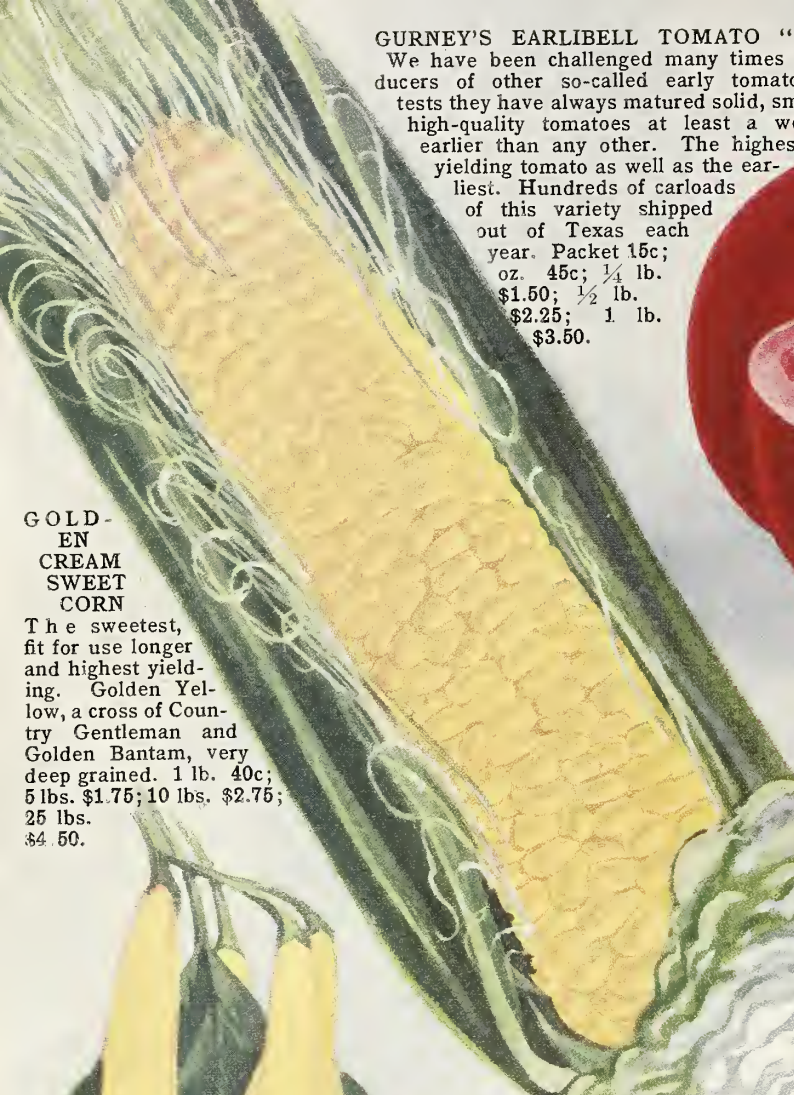 GURNEY'S EARLIBELL TOMATO "
We have been challenged many times
ducers of other so-called early tomato
tests they have always matured solid, sm
high-quality tomatoes at least a we
earlier than any other. The highes
yielding tomato as well as the ear-
liest. Hundreds of carloads
of this variety shipped
out of Texas each
year. Packet 15c;
oz. 45c; ¼ lb.
$1.50; ½ lb.
$2.25; 1 lb.
$3.50.
GOLD-
EN
CREAM
SWEET
CORN
The sweetest,
fit for use longer
and highest yield-
ing. Golden Yel-
low, a cross of Coun-
try Gentleman and
Golden Bantam, very
deep grained. 1 lb. 40c;
5 lbs. $1.75; 10 lbs. $2.75;
25 lbs.
$4.50.